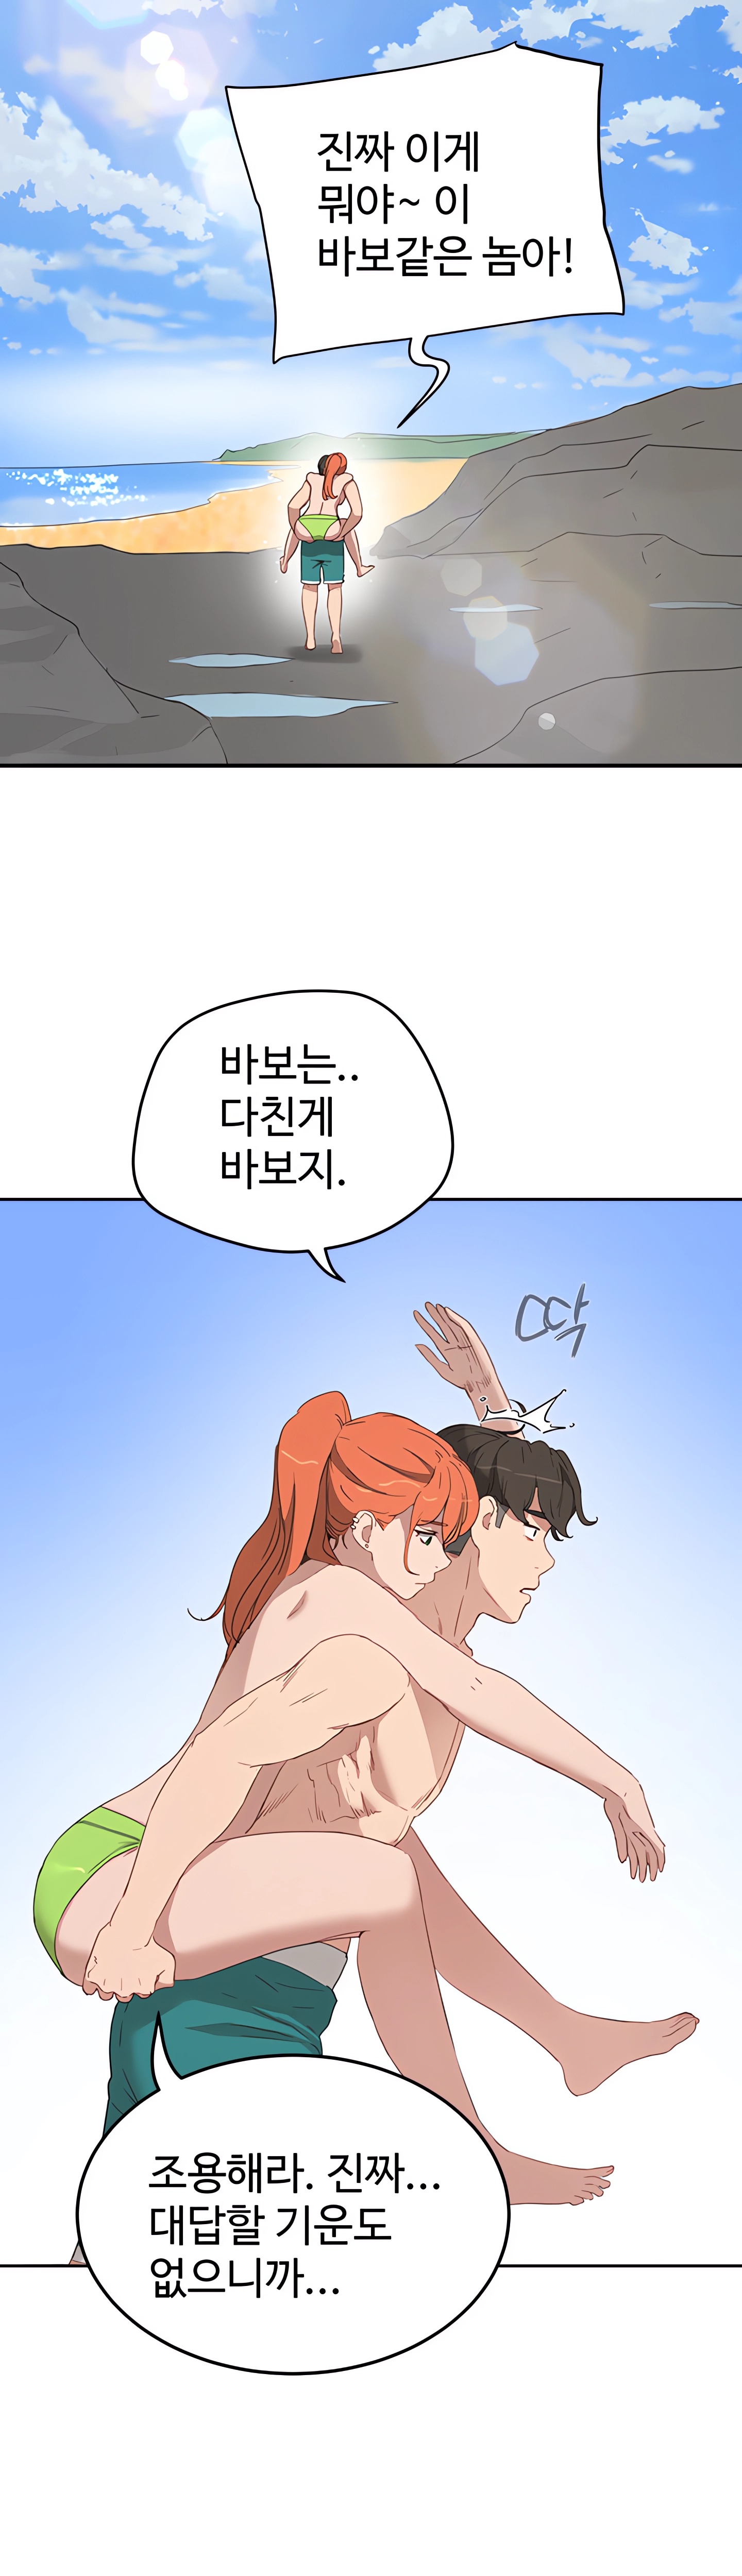 진짜 이게
뭐야~ 이
바보같은 놈아!
바보는..
다친게
바보지.
딱
조용해라. 진짜...
대답할 기운도
없으니까...